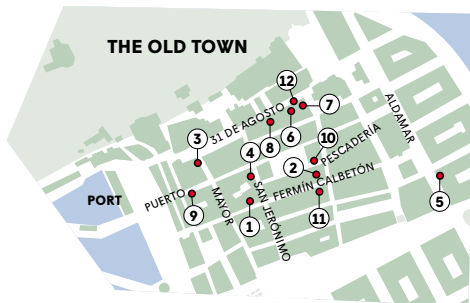 THE OLD TOWN
12
7
31 DE AGOSTO
ALDAMAR
6
8
3
10
PESCADERÍA
4
2
FERMÍN CALBETÓN
5
PORT
PUERTO
MAYOR
SAN JERÓNIMO
9
1
11